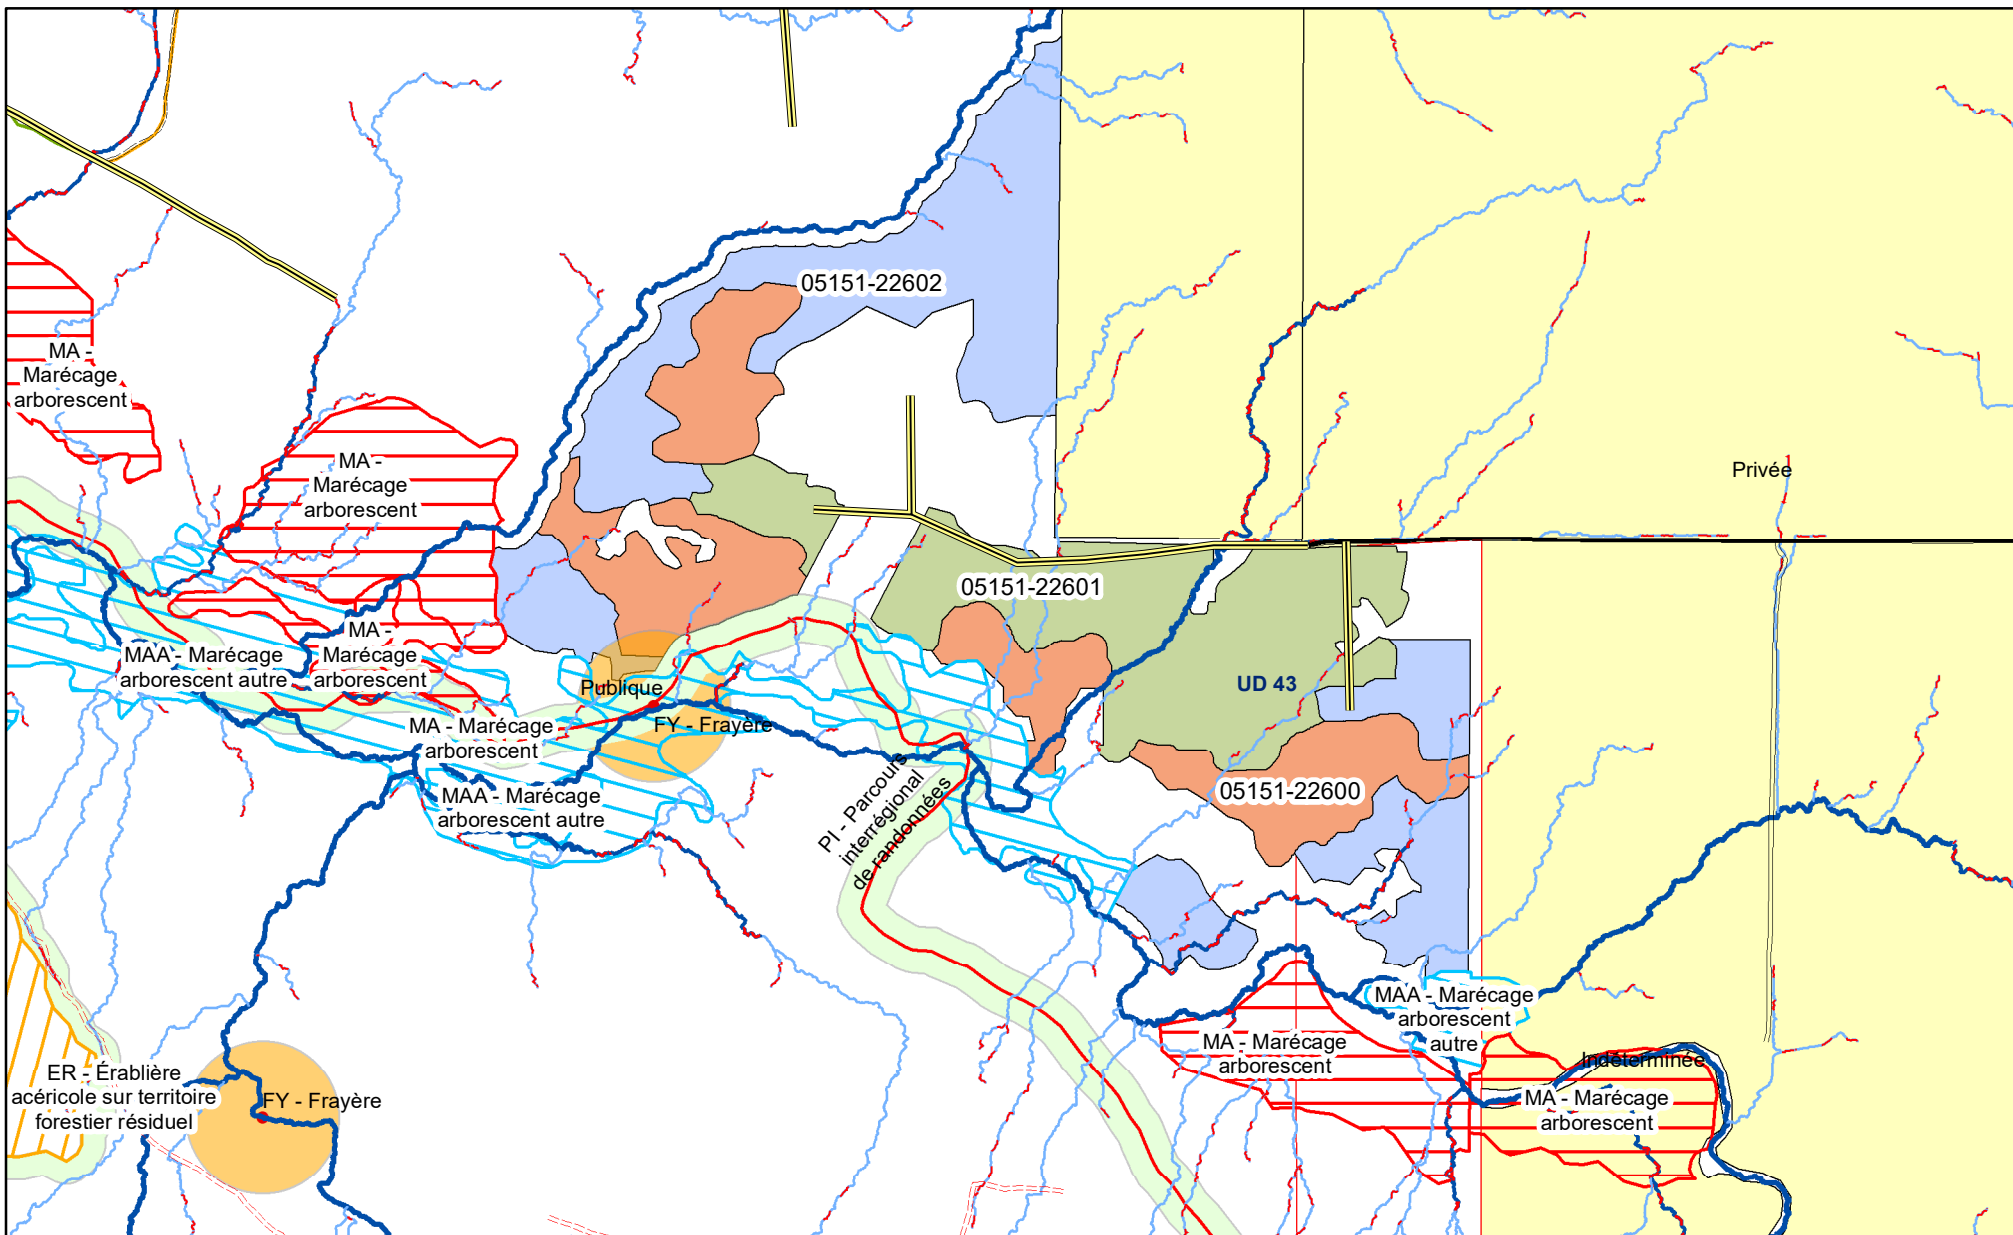 05151-22602
MA -
Marécage
arborescent
MA -
Marécage
arborescent
Privée
05151-22601
MA -
Marécage
arborescent
MAA - Marécage
arborescent autre
Publique
UD 43
FY - Frayère
MA - Marécage
arborescent
PI - Parcours
interrégional
de randonnées
05151-22600
MAA - Marécage
arborescent autre
MAA - Marécage
arborescent
autre
MA - Marécage
arborescent
Indéterminée
ER - Érablière
acéricole sur territoire
forestier résiduel
FY - Frayère
MA - Marécage
arborescent